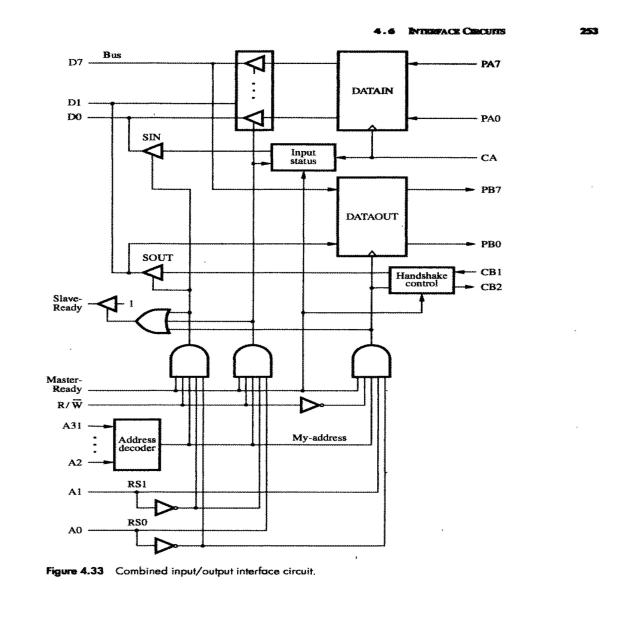 4.6 INTERFACE CIRCUITS 253
Bus
D7
PA7
DATAIN
D1
D0
PA0
SIN
Input
status
CA
PB7
DATAOUT
PB0
SOUT
Handshake
control
CB1
CB2
Slave-
Ready
1
Master-
Ready
R/W̅
A31
Address
decoder
My-address
A2
A1
RS1
A0
RS0
Figure 4.33 Combined input/output interface circuit.